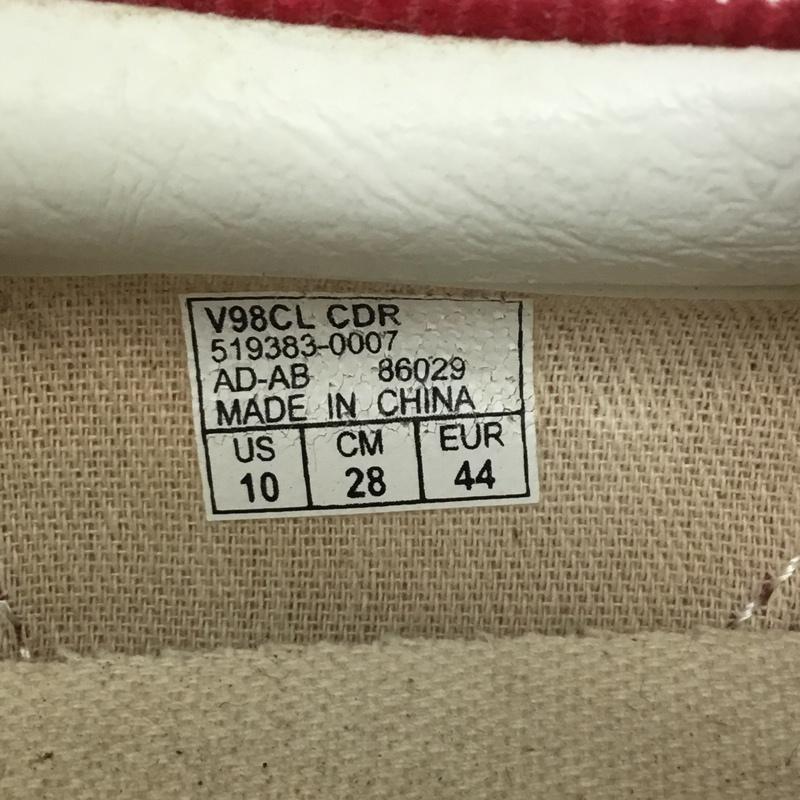 V98CL CDR
519383-0007
AD-AB 86029
MADE IN CHINA
US CM EUR
10 28 44